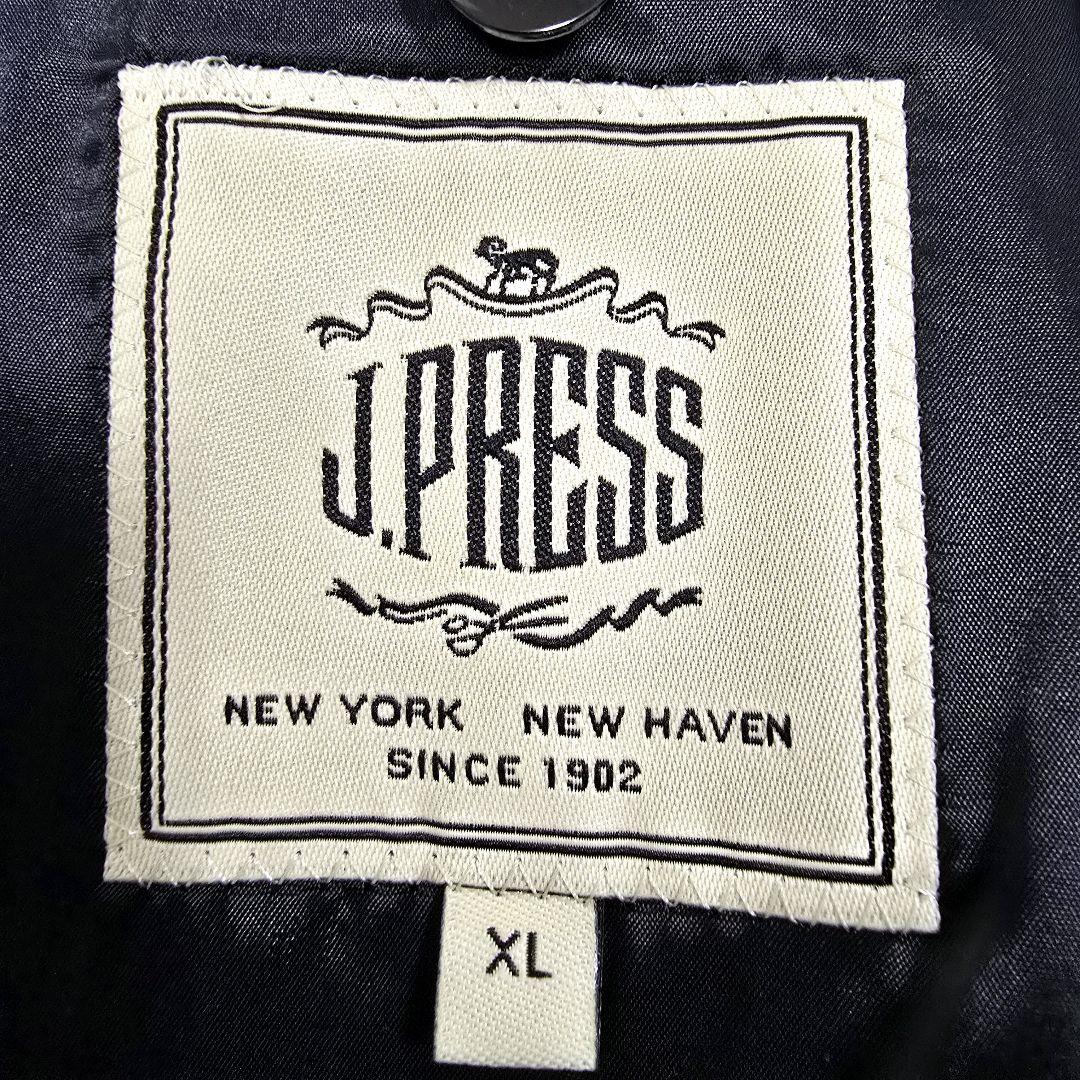 J.PRESS
NEW YORK NEW HAVEN
SINCE 1902
XL